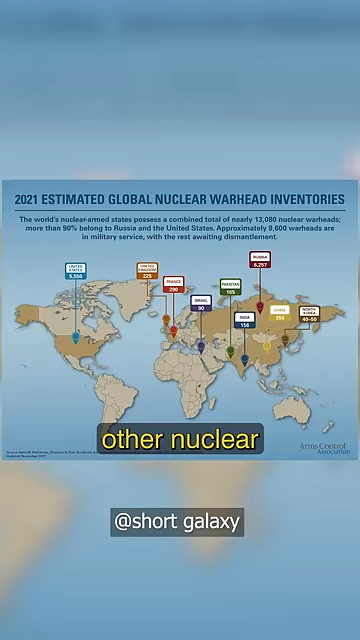 2021 ESTIMATED GLOBAL NUCLEAR WARHEAD INVENTORIES
The world's nuclear-armed states possess a combined total of nearly 13,080 nuclear warheads;
more than 90% belong to Russia and the United States. Approximately 9,600 warheads are
in military service, with the rest awaiting dismantlement.
RUSSIA
6,257
UNITED
STATES
5,550
UNITED
KINGDOM
225
FRANCE
290
ISRAEL
90
PAKISTAN
165
INDIA
156
CHINA
350
NORTH
KOREA
40-50
other nuclear
Arms Control
Association
@short galaxy